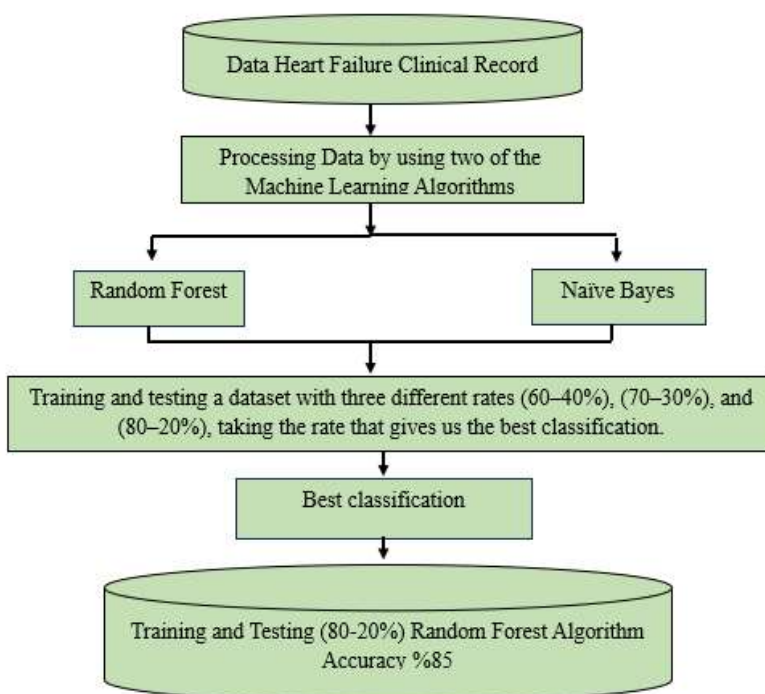 Data Heart Failure Clinical Record
Processing Data by using two of the
Machine Learning Algorithms
Random Forest
Naïve Bayes
Training and testing a dataset with three different rates (60–40%), (70–30%), and
(80–20%), taking the rate that gives us the best classification.
Best classification
Training and Testing (80-20%) Random Forest Algorithm
Accuracy %85